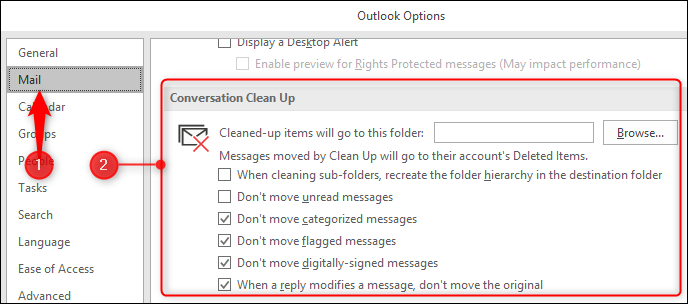 Outlook Options
General
Mail
Calendar
Groups
People
Tasks
Search
Language
Ease of Access
Advanced
1
2
Display a Desktop Alert
Enable preview for Rights Protected messages (May impact performance)
Conversation Clean Up
Cleaned-up items will go to this folder:
Browse...
Messages moved by Clean Up will go to their account's Deleted Items.
When cleaning sub-folders, recreate the folder hierarchy in the destination folder
Don't move unread messages
Don't move categorized messages
Don't move flagged messages
Don't move digitally-signed messages
When a reply modifies a message, don't move the original